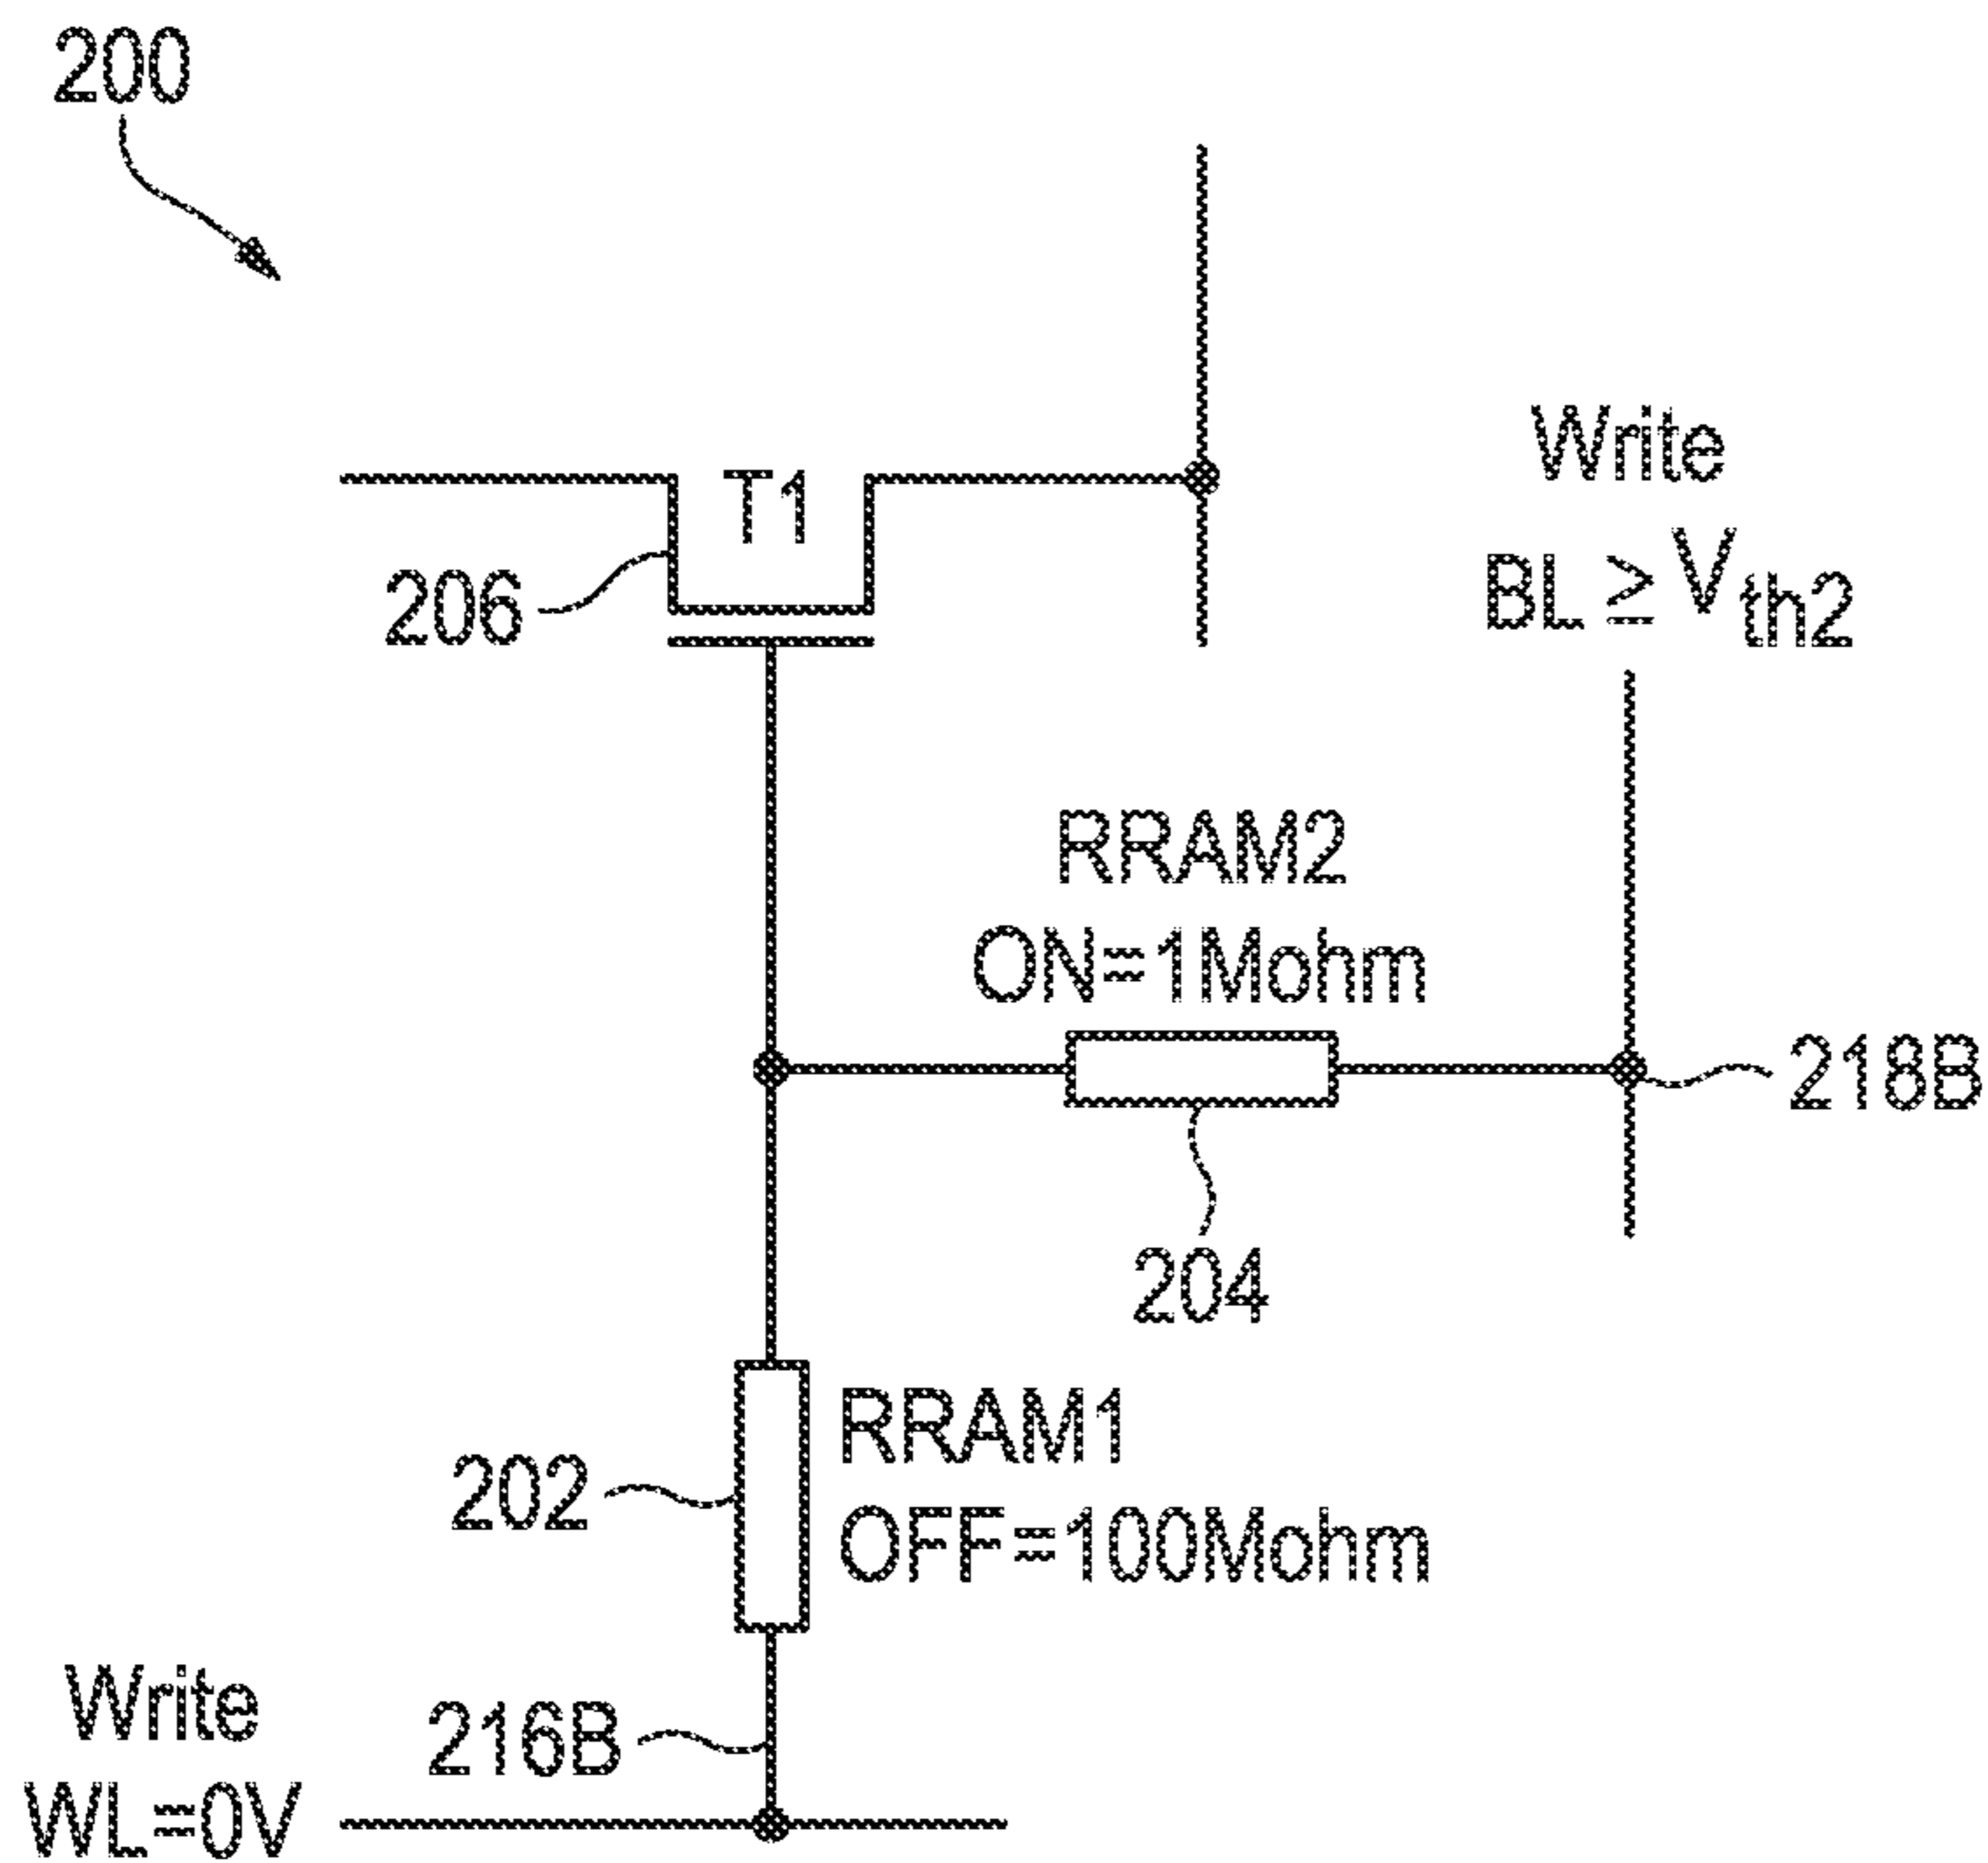 200
T1
206
Write
BL ≥ Vth2
RRAM2
ON=1Mohm
218B
204
RRAM1
OFF=100Mohm
202
216B
Write
WL=0V